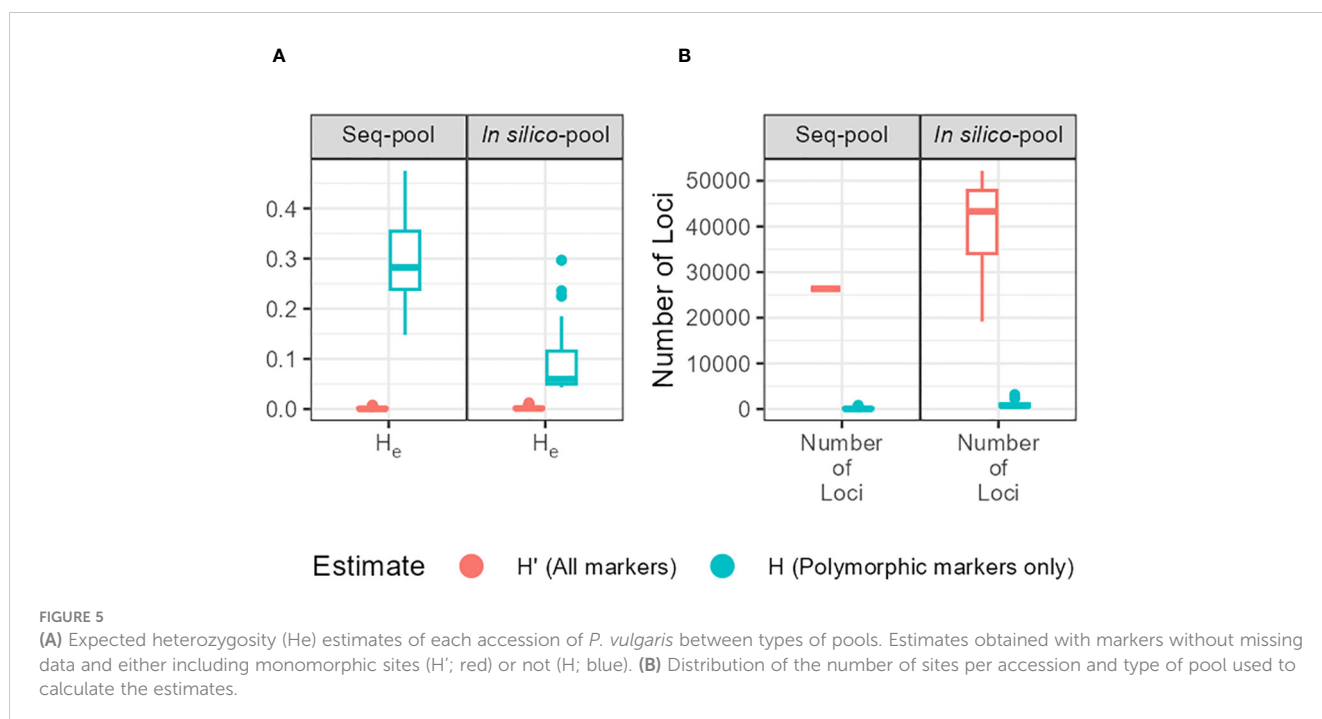 A
B
Seq-pool
In silico-pool
Seq-pool
In silico-pool
0.4
0.3
0.2
0.1
0.0
Number of Loci
50000
40000
30000
20000
10000
0
He
He
Number
of
Loci
Number
of
Loci
Estimate
H' (All markers)
H (Polymorphic markers only)
FIGURE 5
(A) Expected heterozygosity (He) estimates of each accession of P. vulgaris between types of pools. Estimates obtained with markers without missing
data and either including monomorphic sites (H′; red) or not (H; blue). (B) Distribution of the number of sites per accession and type of pool used to
calculate the estimates.